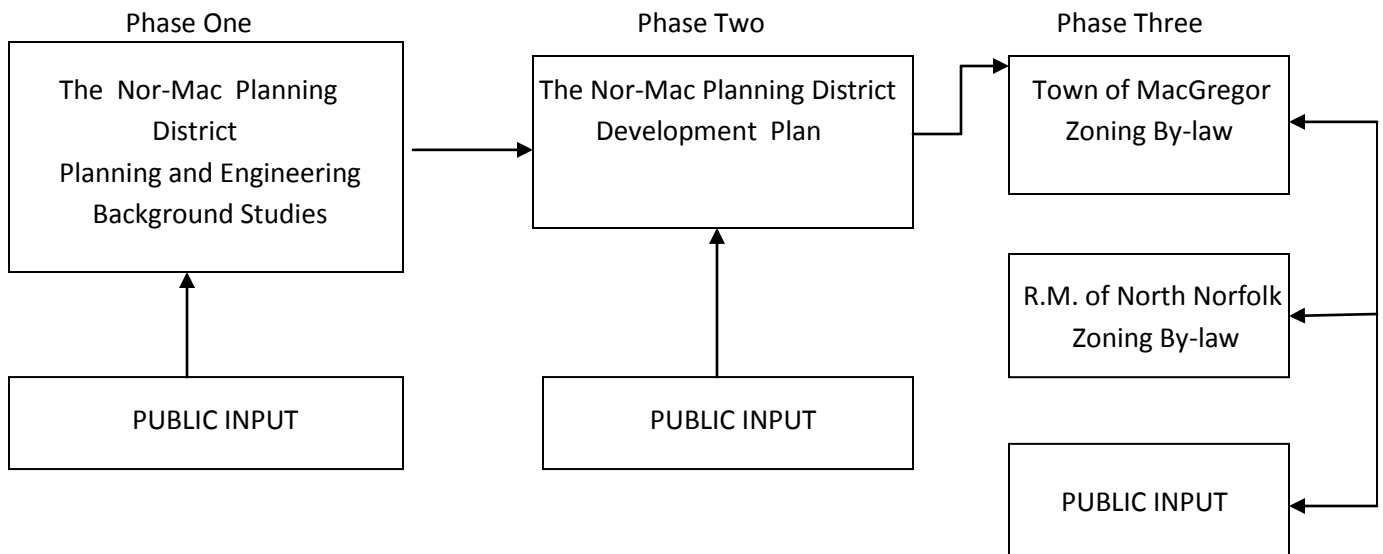 Phase One
The Nor-Mac Planning
District
Planning and Engineering
Background Studies
PUBLIC INPUT
Phase Two
The Nor-Mac Planning District
Development Plan
PUBLIC INPUT
Phase Three
Town of MacGregor
Zoning By-law
R.M. of North Norfolk
Zoning By-law
PUBLIC INPUT